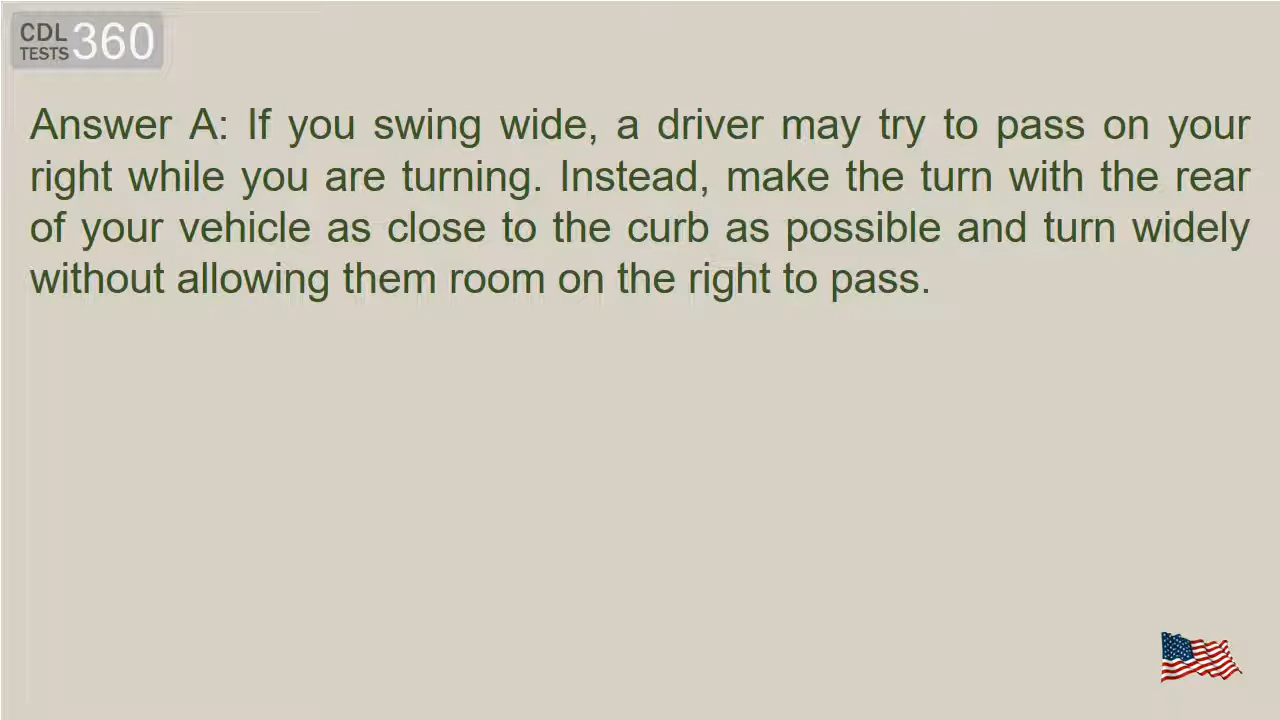 CDL
TESTS 360
Answer A: If you swing wide, a driver may try to pass on your
right while you are turning. Instead, make the turn with the rear
of your vehicle as close to the curb as possible and turn widely
without allowing them room on the right to pass.